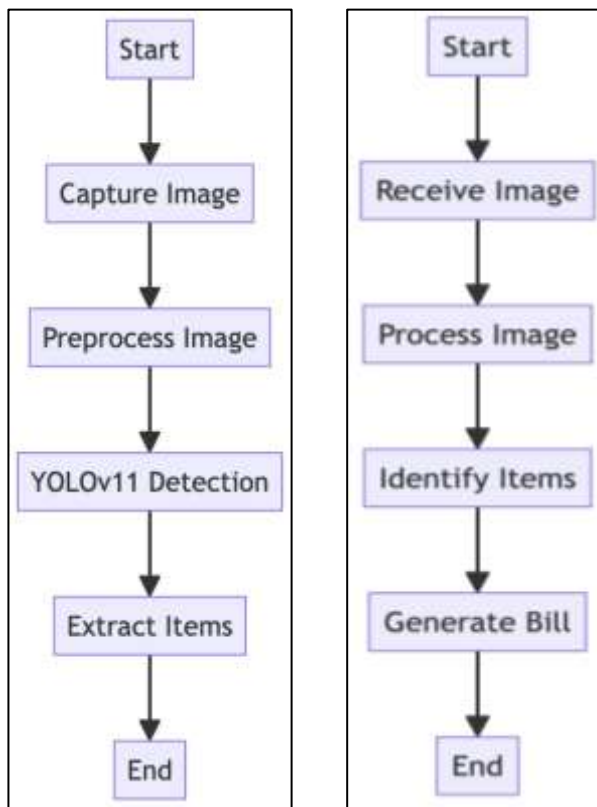 Start
Capture Image
Preprocess Image
YOLOv11 Detection
Extract Items
End
Start
Receive Image
Process Image
Identify Items
Generate Bill
End